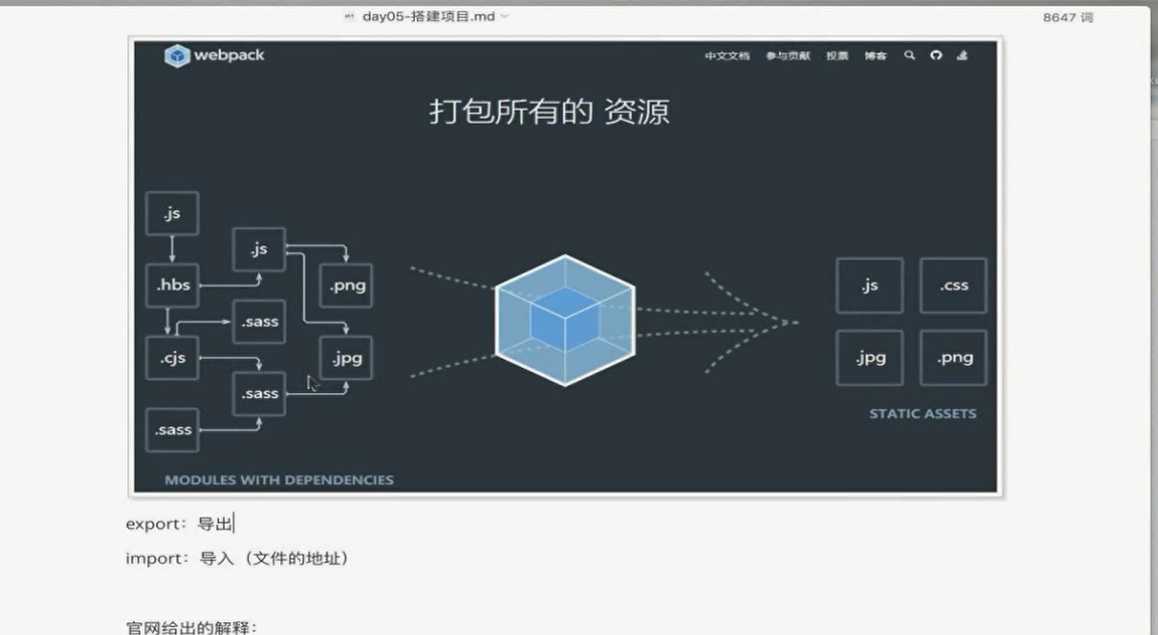 day05-搭建项目.md
8647 词
webpack
中文文档 参与贡献 投票 博客
打包所有的 资源
.js
.js
.hbs
.png
.sass
.cjs
.jpg
.sass
.sass
.js .css
.jpg .png
STATIC ASSETS
MODULES WITH DEPENDENCIES
export：导出
import：导入（文件的地址）
官网给出的解释：